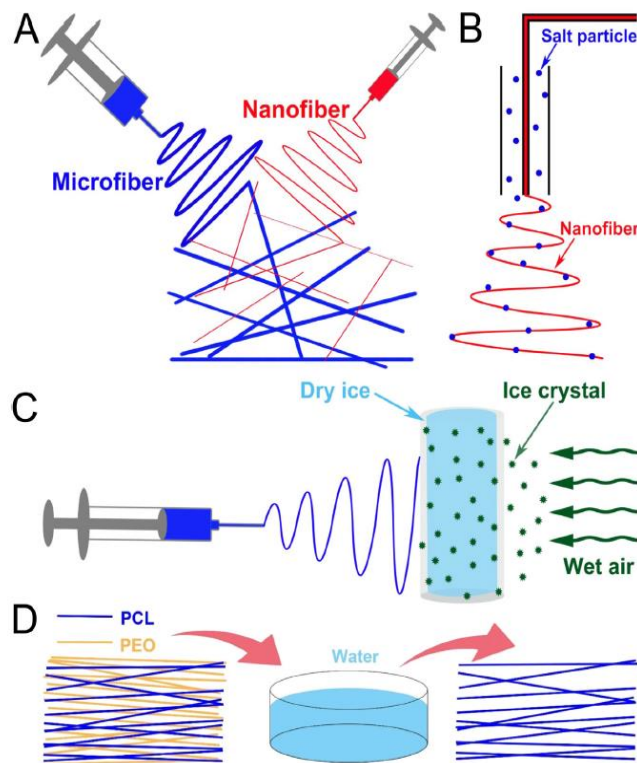 A
Nanofiber
Microfiber
B
Salt particle
Nanofiber
C
Dry ice
Ice crystal
Wet air
D
PCL
PEO
Water